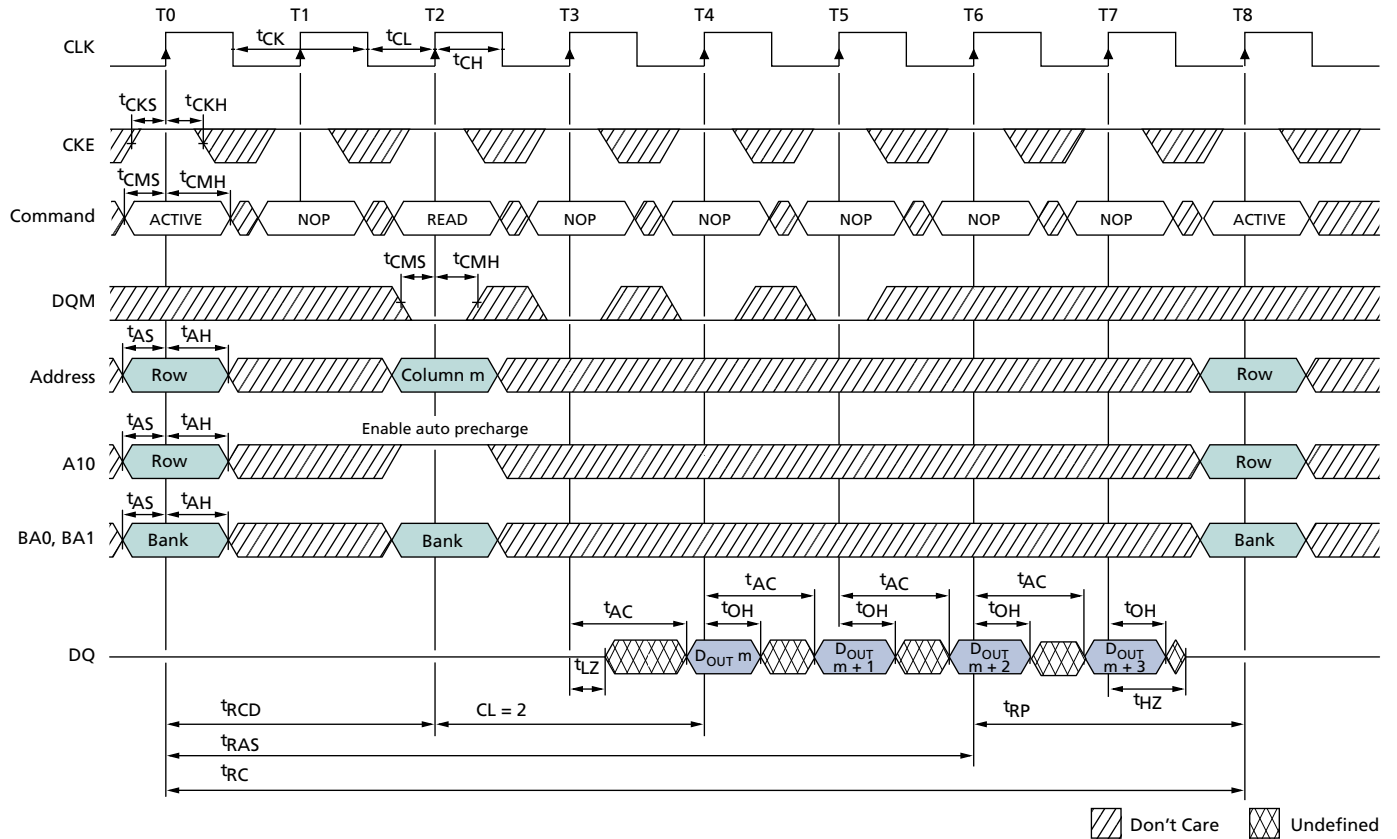 T0 T1 T2 T3 T4 T5 T6 T7 T8
CLK
tCK tCL
tCH
tCKS tCKH
CKE
tCMS tCMH
Command ACTIVE NOP READ NOP NOP NOP NOP NOP ACTIVE
tCMS tCMH
DQM
tAS tAH
Address Row Column m Row
tAS tAH Enable auto precharge
A10 Row Row
tAS tAH
BA0, BA1 Bank Bank Bank
tAC tAC tAC
tAC tOH tOH tOH tOH
DQ DOUT m DOUT m + 1 DOUT m + 2 DOUT m + 3
tLZ tHZ
tRCD CL = 2 tRP
tRAS
tRC
Don't Care Undefined